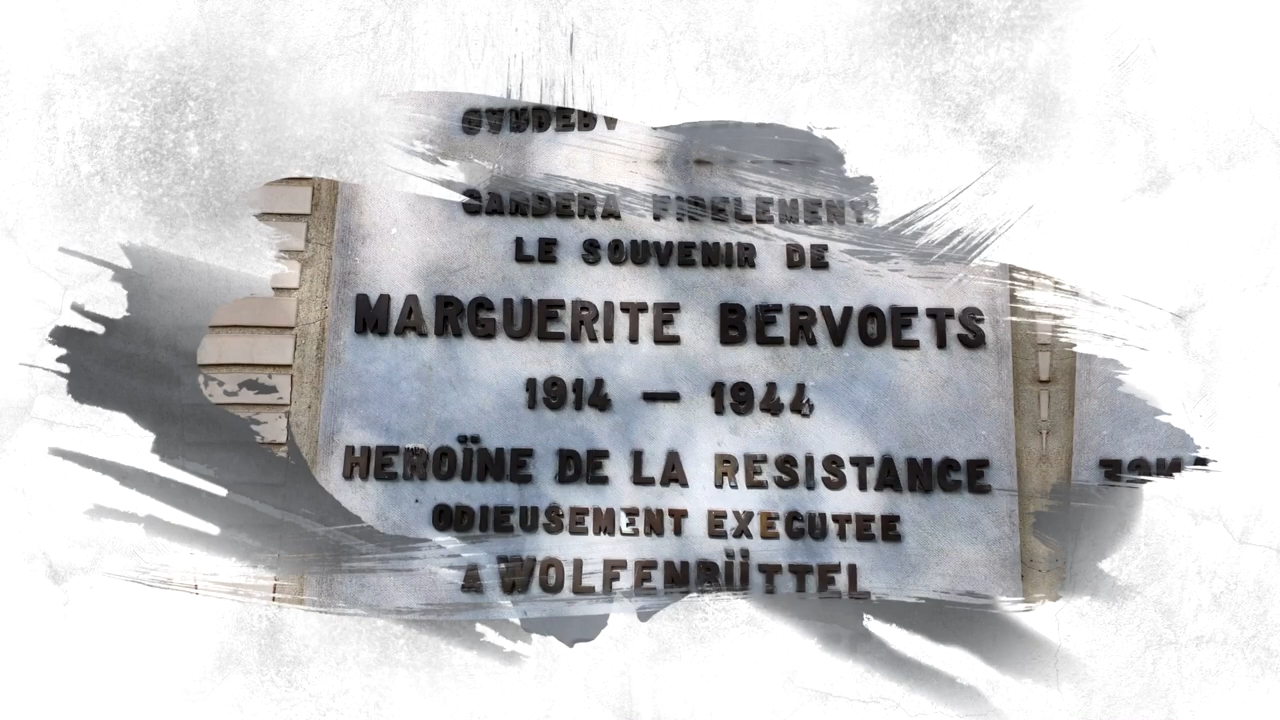 GARDERA FIDELEMENT
LE SOUVENIR DE
MARGUERITE BERVOETS
1914 — 1944
HEROÏNE DE LA RESISTANCE
ODIEUSEMENT EXECUTEE
A WOLFENBÜTTEL